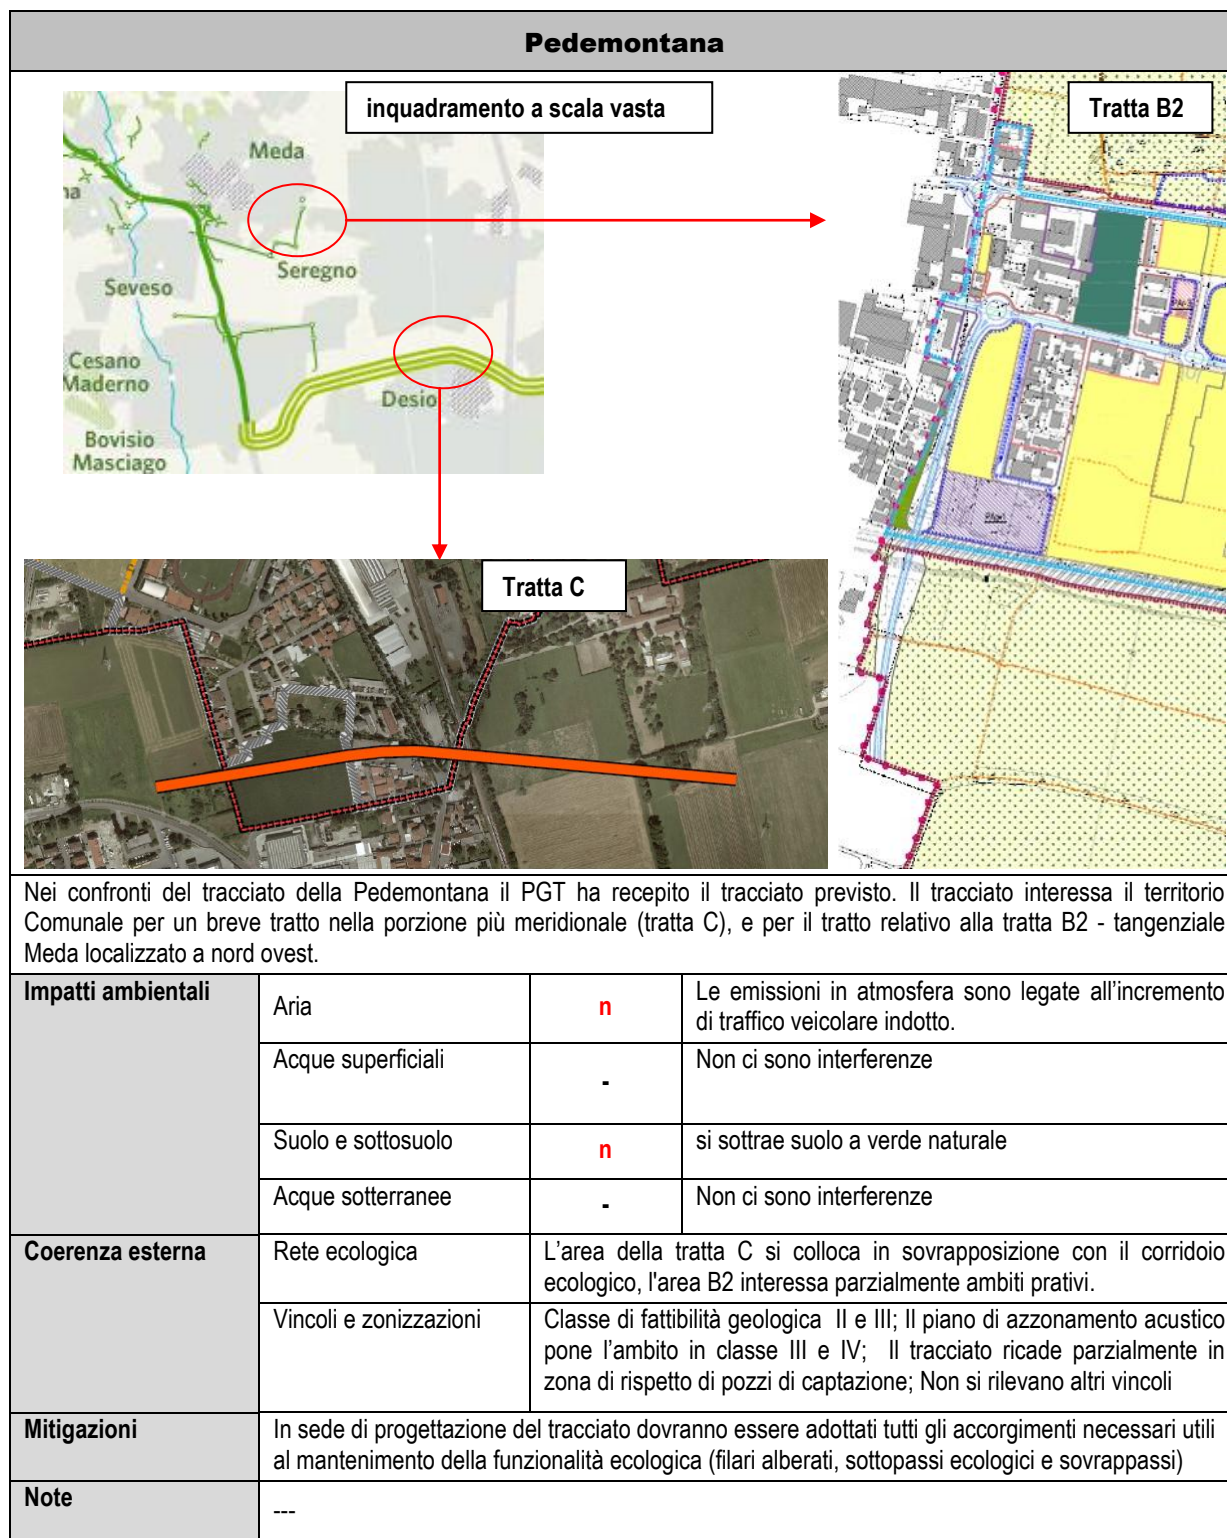 Pedemontana
inquadramento a scala vasta
Tratta B2
Meda
na
Seregno
Seveso
Cesano
Maderno
Desio
Bovisio
Masciago
Tratta C
Nei confronti del tracciato della Pedemontana il PGT ha recepito il tracciato previsto. Il tracciato interessa il territorio
Comunale per un breve tratto nella porzione più meridionale (tratta C), e per il tratto relativo alla tratta B2 - tangenziale
Meda localizzato a nord ovest.
Impatti ambientali
Aria
n
Le emissioni in atmosfera sono legate all’incremento
di traffico veicolare indotto.
Acque superficiali
-
Non ci sono interferenze
Suolo e sottosuolo
n
si sottrae suolo a verde naturale
Acque sotterranee
-
Non ci sono interferenze
Coerenza esterna
Rete ecologica
L’area della tratta C si colloca in sovrapposizione con il corridoio
ecologico, l'area B2 interessa parzialmente ambiti prativi.
Vincoli e zonizzazioni
Classe di fattibilità geologica II e III; Il piano di azzonamento acustico
pone l’ambito in classe III e IV; Il tracciato ricade parzialmente in
zona di rispetto di pozzi di captazione; Non si rilevano altri vincoli
Mitigazioni
In sede di progettazione del tracciato dovranno essere adottati tutti gli accorgimenti necessari utili
al mantenimento della funzionalità ecologica (filari alberati, sottopassi ecologici e sovrappassi)
Note
---